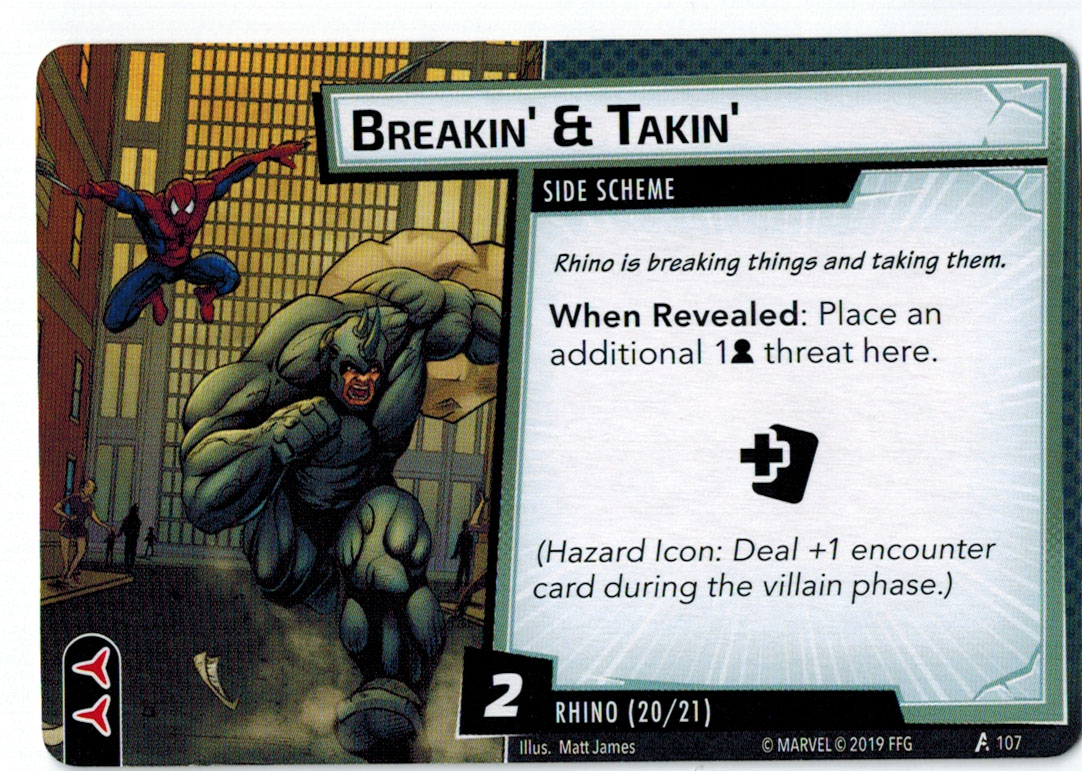 BREAKIN' & TAKIN'
SIDE SCHEME
Rhino is breaking things and taking them.
When Revealed: Place an
additional 1 threat here.
(Hazard Icon: Deal +1 encounter
card during the villain phase.)
2
RHINO (20/21)
Illus. Matt James
© MARVEL © 2019 FFG
107